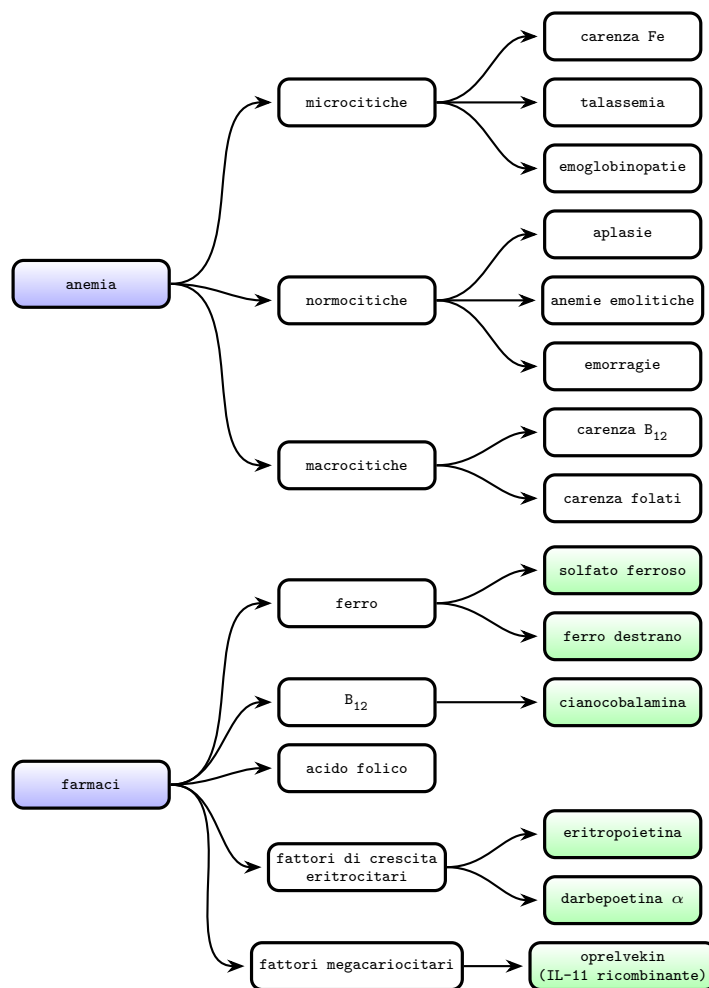 anemia
microcitiche
carenza Fe
talassemia
emoglobinopatie
normocitiche
aplasie
anemie emolitiche
emorragie
macrocitiche
carenza B₁₂
carenza folati
farmaci
ferro
solfato ferroso
ferro destrano
B₁₂
cianocobalamina
acido folico
fattori di crescita
eritrocitari
eritropoietina
darbepoetina α
fattori megacariocitari
oprelvekin
(IL-11 ricombinante)